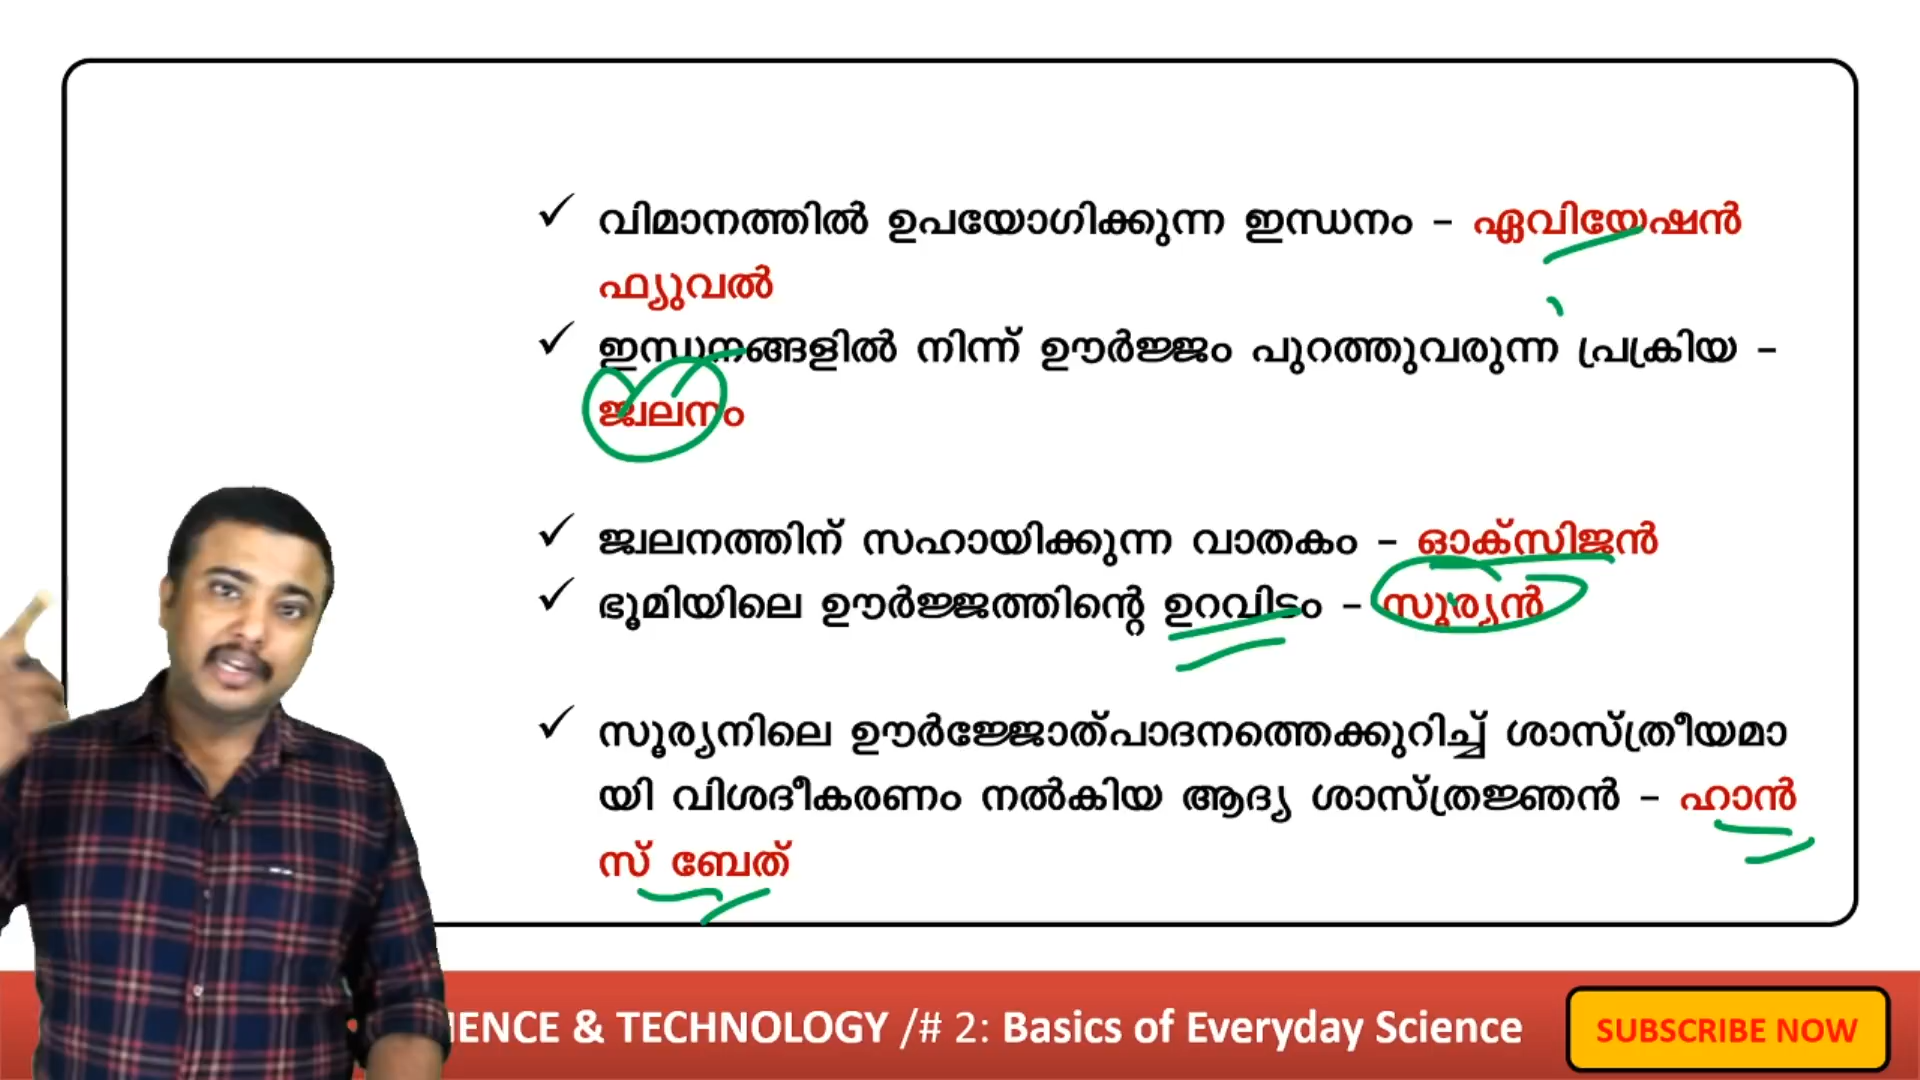 ✓ വിമാനത്തിൽ ഉപയോഗിക്കുന്ന ഇന്ധനം – ഏവിയേഷൻ
ഫ്യുവൽ
✓ ഇന്ധനങ്ങളിൽ നിന്ന് ഊർജ്ജം പുറത്തുവരുന്ന പ്രക്രിയ –
ജ്വലനം
✓ ജ്വലനത്തിന് സഹായിക്കുന്ന വാതകം – ഓക്സിജൻ
✓ ഭൂമിയിലെ ഊർജ്ജത്തിന്റെ ഉറവിടം – സൂര്യൻ
✓ സൂര്യനിലെ ഊർജ്ജോത്പാദനത്തെക്കുറിച്ച് ശാസ്ത്രീയമാ
യി വിശദീകരണം നൽകിയ ആദ്യ ശാസ്ത്രജ്ഞൻ – ഹാൻ
സ് ബേത്
IENCE & TECHNOLOGY /# 2: Basics of Everyday Science
SUBSCRIBE NOW